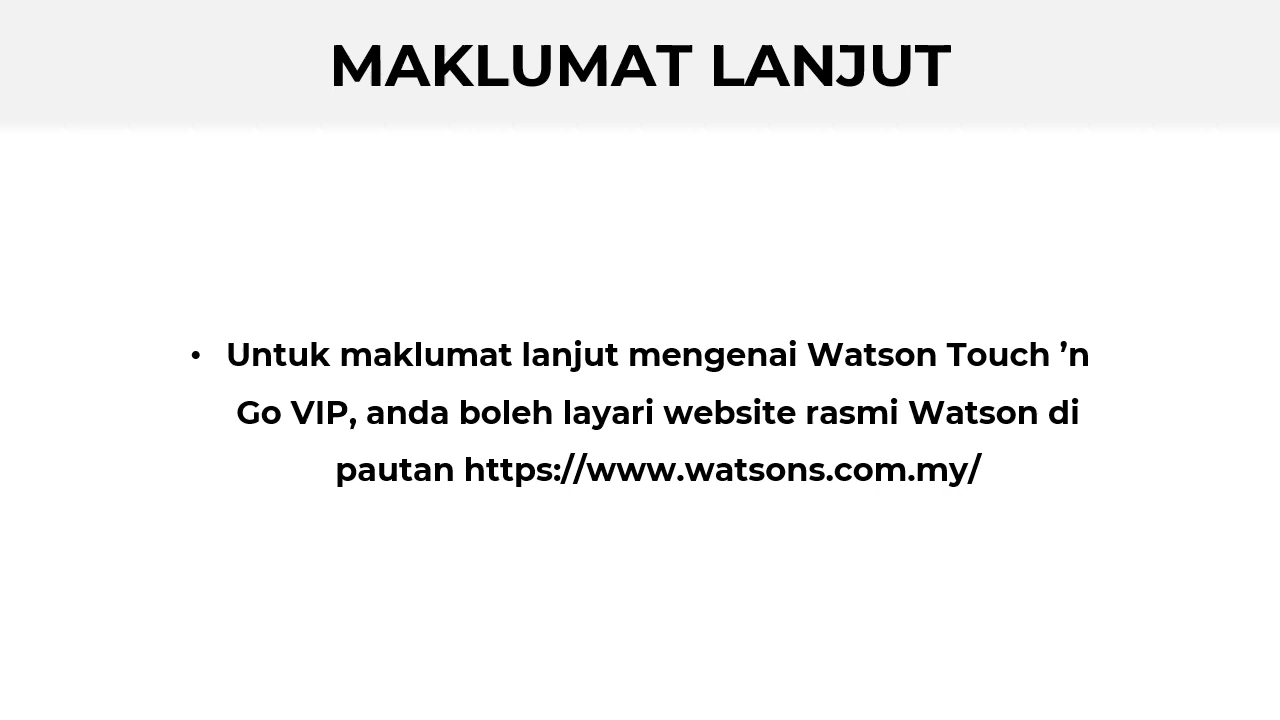 MAKLUMAT LANJUT
• Untuk maklumat lanjut mengenai Watson Touch ’n
Go VIP, anda boleh layari website rasmi Watson di
pautan https://www.watsons.com.my/